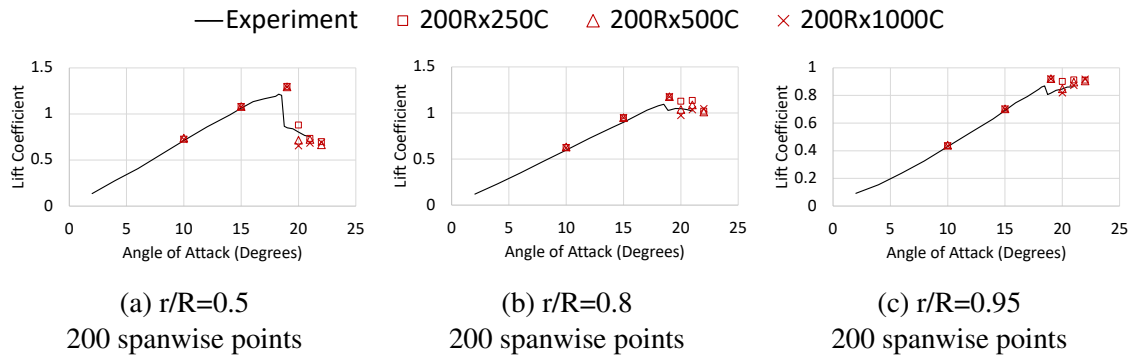 Experiment 200Rx250C 200Rx500C 200Rx1000C
Lift Coefficient
1.5
1
0.5
0
0 5 10 15 20 25
Angle of Attack (Degrees)
(a) r/R=0.5
200 spanwise points
Lift Coefficient
1.5
1
0.5
0
0 5 10 15 20 25
Angle of Attack (Degrees)
(b) r/R=0.8
200 spanwise points
Lift Coefficient
1
0.8
0.6
0.4
0.2
0
0 5 10 15 20 25
Angle of Attack (Degrees)
(c) r/R=0.95
200 spanwise points